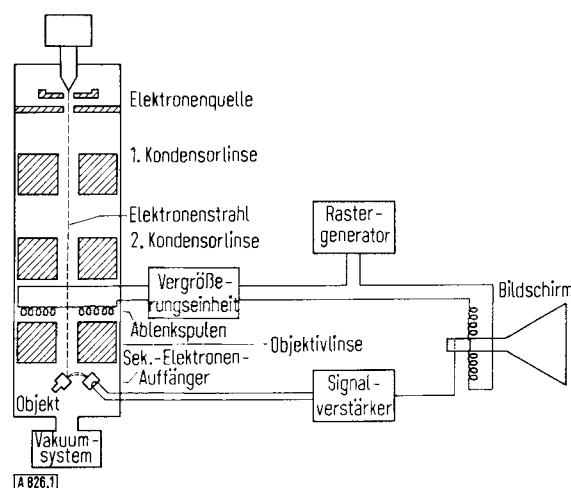 Elektronenquelle
1. Kondensorlinse
Elektronenstrahl
2. Kondensorlinse
Raster-
generator
Vergröße-
rungseinheit
Bildschirm
Ablenkspulen
Objektivlinse
Sek.-Elektronen-
Auffänger
Objekt
Signal-
verstärker
Vakuum-
system
A 826.1